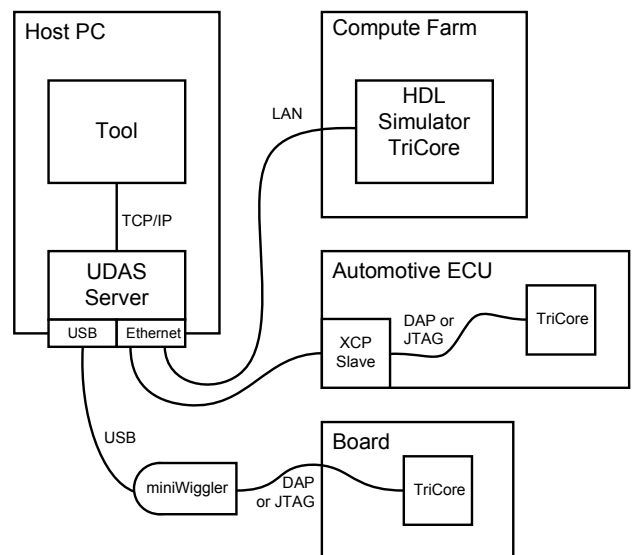 Host PC
Tool
TCP/IP
UDAS
Server
USB
Ethernet
LAN
Compute Farm
HDL
Simulator
TriCore
Automotive ECU
XCP
Slave
DAP or
JTAG
TriCore
USB
miniWiggler
DAP
or JTAG
Board
TriCore